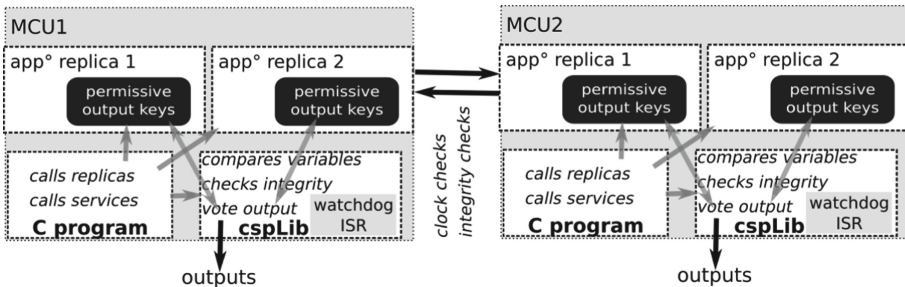 MCU1
app° replica 1
app° replica 2
permissive
output keys
permissive
output keys
calls replicas
calls services
C program
compares variables
checks integrity
vote output
cspLib
watchdog
ISR
outputs
clock checks
integrity checks
MCU2
app° replica 1
app° replica 2
permissive
output keys
permissive
output keys
calls replicas
calls services
C program
compares variables
checks integrity
vote output
cspLib
watchdog
ISR
outputs